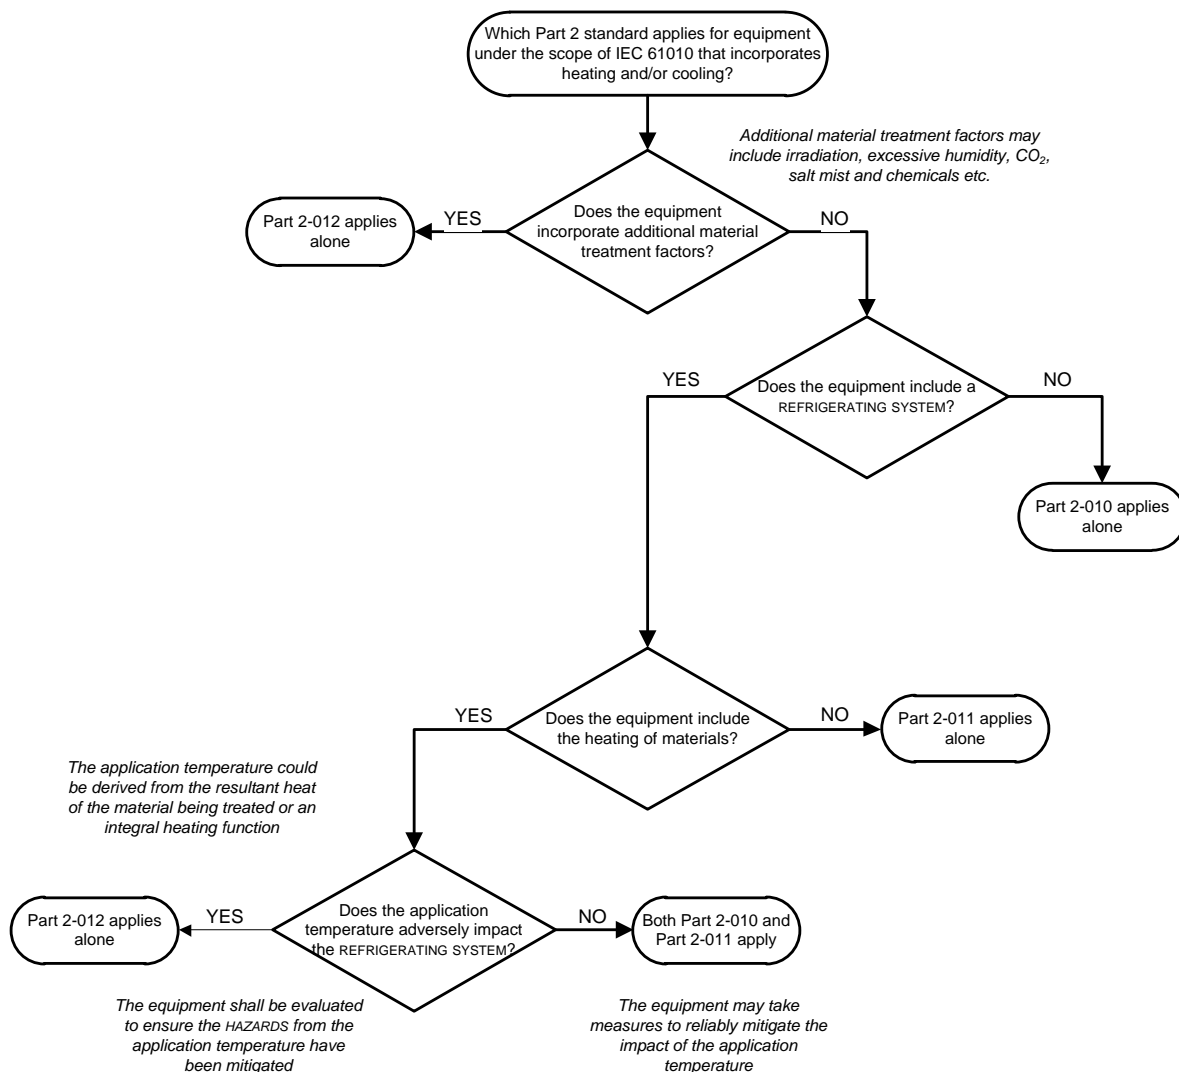 Which Part 2 standard applies for equipment
under the scope of IEC 61010 that incorporates
heating and/or cooling?
Additional material treatment factors may
include irradiation, excessive humidity, CO₂,
salt mist and chemicals etc.
Does the equipment
incorporate additional material
treatment factors?
YES
NO
Part 2-012 applies
alone
Does the equipment include a
REFRIGERATING SYSTEM?
YES
NO
Part 2-010 applies
alone
Does the equipment include
the heating of materials?
YES
NO
Part 2-011 applies
alone
The application temperature could
be derived from the resultant heat
of the material being treated or an
integral heating function
Does the application
temperature adversely impact
the REFRIGERATING SYSTEM?
YES
NO
Part 2-012 applies
alone
Both Part 2-010 and
Part 2-011 apply
The equipment shall be evaluated
to ensure the HAZARDS from the
application temperature have
been mitigated
The equipment may take
measures to reliably mitigate the
impact of the application
temperature